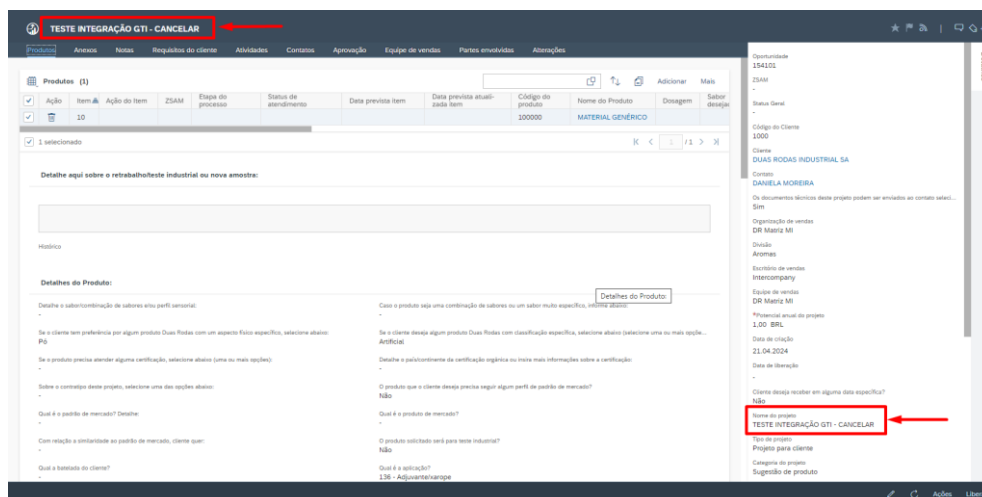 TESTE INTEGRAÇÃO GTI - CANCELAR
Produtos Anexos Notas Requisitos do cliente Atividades Contatos Aprovação Equipe de vendas Partes envolvidas Alterações
Produtos (1) Adicionar Mais
Ação Item Ação do Item ZSAM Etapa do processo Status de atendimento Data prevista item Data prevista atuali-zada item Código do produto Nome do Produto Dosagem Sabor desejac
10 100000 MATERIAL GENÉRICO
1 selecionado 1 /1
Detalhe aqui sobre o retrabalho/teste industrial ou nova amostra:
Histórico
Detalhes do Produto:
Detalhes do Produto:
Detalhe o sabor/combinação de sabores e/ou perfil sensorial: Caso o produto seja uma combinação de sabores ou um sabor muito específico, informe abaixo:
- -
Se o cliente tem preferência por algum produto Duas Rodas com um aspecto físico específico, selecione abaixo: Se o cliente deseja algum produto Duas Rodas com classificação específica, selecione abaixo (selecione uma ou mais opçõe...
Pó Artificial
Se o produto precisa atender alguma certificação, selecione abaixo (uma ou mais opções): Detalhe o país/continente da certificação orgânica ou insira mais informações sobre a certificação:
- -
Sobre o contratipo deste projeto, selecione uma das opções abaixo: O produto que o cliente deseja precisa seguir algum perfil de padrão de mercado?
- Não
Qual é o padrão de mercado? Detalhe: Qual é o produto de mercado?
- -
Com relação a similaridade ao padrão de mercado, cliente quer: O produto solicitado será para teste industrial?
- Não
Qual a batelada do cliente? Qual é a aplicação?
- 136 - Adjuvante/xarope
Oportunidade
154101
ZSAM
-
Status Geral
-
Código do Cliente
1000
Cliente
DUAS RODAS INDUSTRIAL SA
Contato
DANIELA MOREIRA
Os documentos técnicos deste projeto podem ser enviados ao contato seleci...
Sim
Organização de vendas
DR Matriz MI
Divisão
Aromas
Escritório de vendas
Intercompany
Equipe de vendas
DR Matriz MI
*Potencial anual do projeto
1,00 BRL
Data de criação
21.04.2024
Data de liberação
-
Cliente deseja receber em alguma data específica?
Não
Nome do projeto
TESTE INTEGRAÇÃO GTI - CANCELAR
Tipo de projeto
Projeto para cliente
Categoria do projeto
Sugestão de produto
Ações Liber